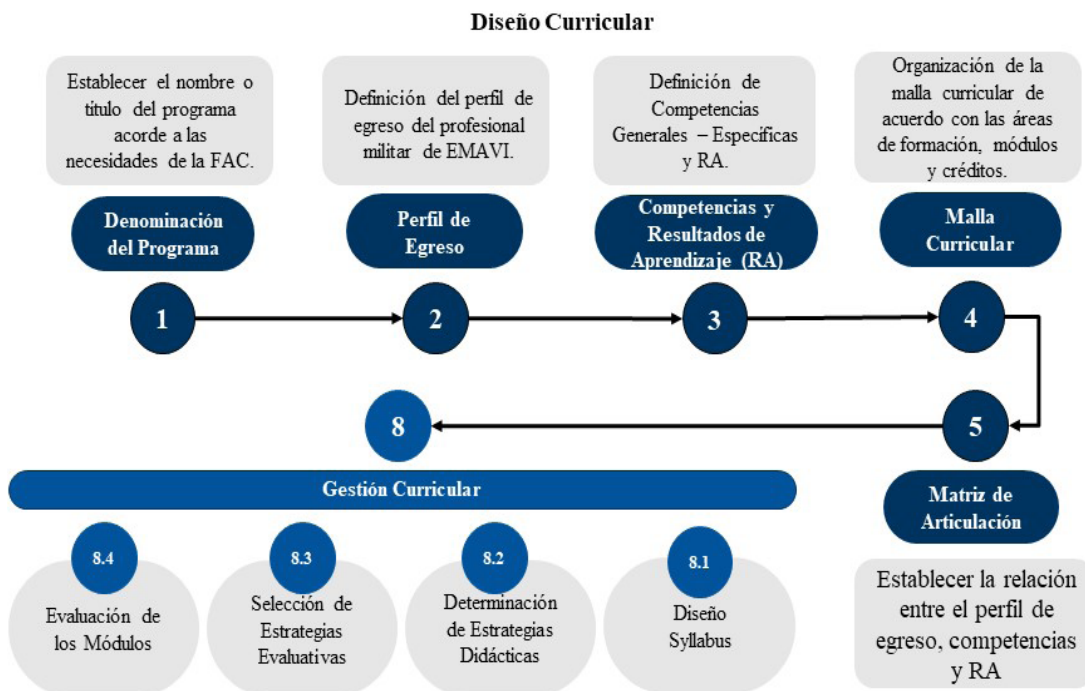 Diseño Curricular
Establecer el nombre o
título del programa
acorde a las
necesidades de la FAC.
Denominación
del Programa
1
Definición del perfil de
egreso del profesional
militar de EMAVI.
Perfil de
Egreso
2
Definición de
Competencias
Generales – Específicas
y RA.
Competencias y
Resultados de
Aprendizaje (RA)
3
Organización de la
malla curricular de
acuerdo con las áreas
de formación, módulos
y créditos.
Malla
Curricular
4
5
Matriz de
Articulación
Establecer la relación
entre el perfil de
egreso, competencias
y RA
8
Gestión Curricular
8.4
Evaluación de
los Módulos
8.3
Selección de
Estrategias
Evaluativas
8.2
Determinación
de Estrategias
Didácticas
8.1
Diseño
Syllabus